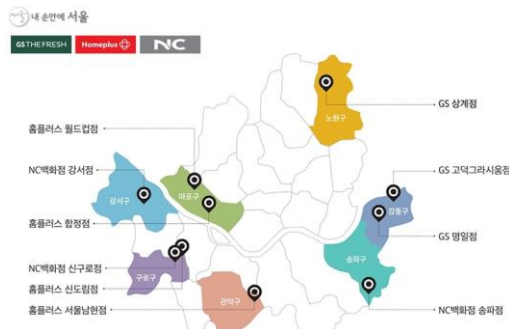 내 손안에 서울
GS THE FRESH Homeplus NC
GS 상계점
노원구
홈플러스 월드컵점
NC백화점 강서점
GS 고덕그라시움점
강서구
마포구
강동구
홈플러스 합정점
GS 명일점
송파구
NC백화점 신구로점
구로구
홈플러스 신도림점
관악구
홈플러스 서울남현점
NC백화점 송파점